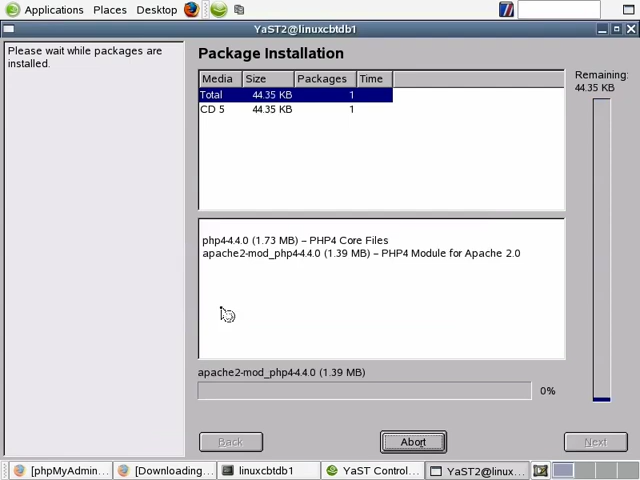 Applications Places Desktop
YaST2@linuxcbtdb1
Please wait while packages are
installed.
Package Installation
Media Size Packages Time
Total 44.35 KB 1
CD 5 44.35 KB 1
Remaining:
44.35 KB
php4-4.4.0 (1.73 MB) – PHP4 Core Files
apache2-mod_php4-4.4.0 (1.39 MB) – PHP4 Module for Apache 2.0
apache2-mod_php4-4.4.0 (1.39 MB)
0%
Back Abort Next
[phpMyAdmin... [Downloading... linuxcbtdb1 YaST Control... YaST2@linux...